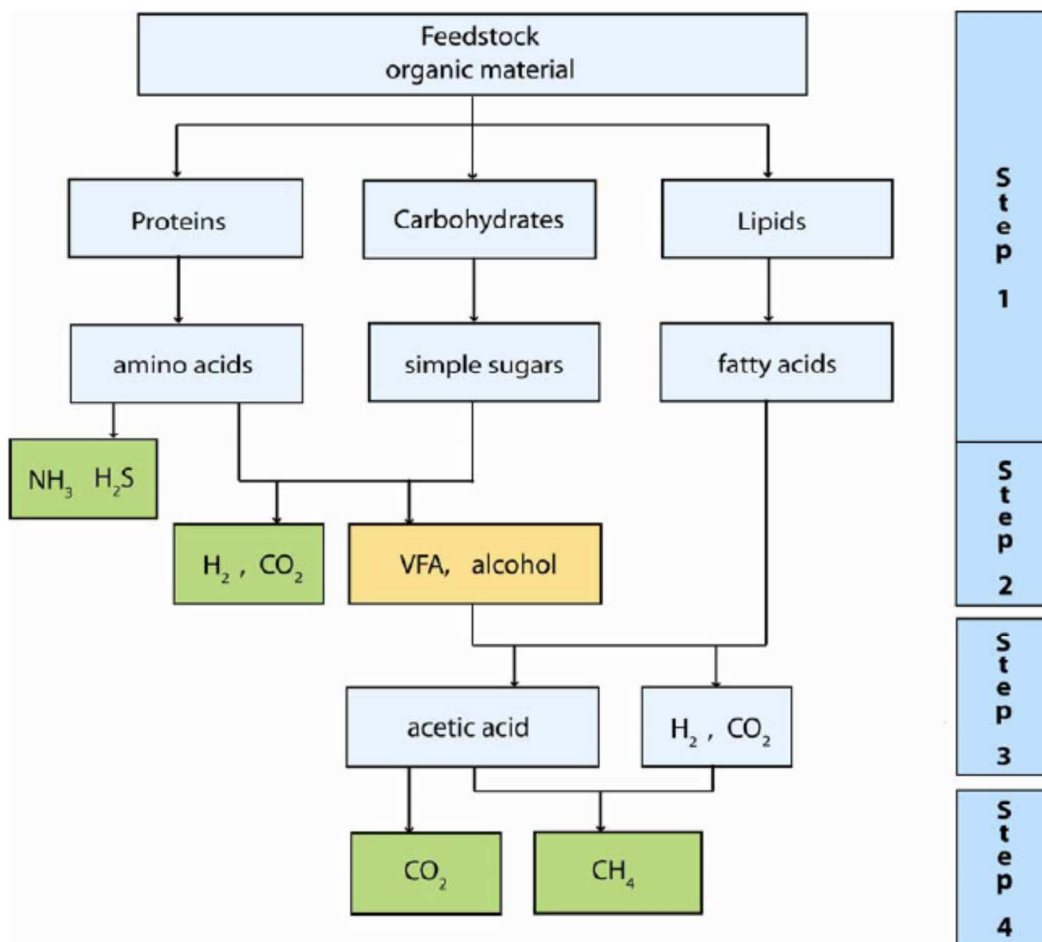 Feedstock
organic material
Proteins
Carbohydrates
Lipids
Step 1
amino acids
simple sugars
fatty acids
NH₃ H₂S
Step 2
H₂ , CO₂
VFA, alcohol
Step 3
acetic acid
H₂ , CO₂
Step 4
CO₂
CH₄